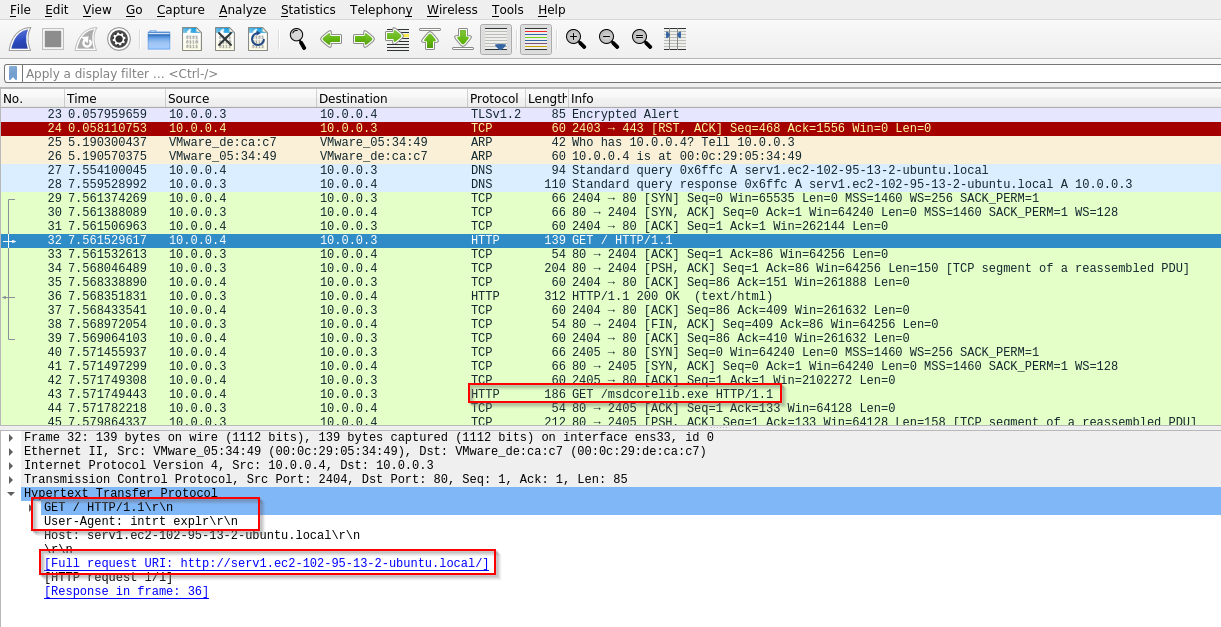 File Edit View Go Capture Analyze Statistics Telephony Wireless Tools Help
Apply a display filter ... <Ctrl-/>
No. Time Source Destination Protocol Length Info
23 0.057959659 10.0.0.3 10.0.0.4 TLSv1.2 85 Encrypted Alert
24 0.058110753 10.0.0.4 10.0.0.3 TCP 60 2403 → 443 [RST, ACK] Seq=468 Ack=1556 Win=0 Len=0
25 5.190300437 VMware_de:ca:c7 VMware_05:34:49 ARP 42 Who has 10.0.0.4? Tell 10.0.0.3
26 5.190570375 VMware_05:34:49 VMware_de:ca:c7 ARP 60 10.0.0.4 is at 00:0c:29:05:34:49
27 7.554100045 10.0.0.4 10.0.0.3 DNS 94 Standard query 0x6ffc A serv1.ec2-102-95-13-2-ubuntu.local
28 7.559528992 10.0.0.3 10.0.0.4 DNS 110 Standard query response 0x6ffc A serv1.ec2-102-95-13-2-ubuntu.local A 10.0.0.3
29 7.561374269 10.0.0.4 10.0.0.3 TCP 66 2404 → 80 [SYN] Seq=0 Win=65535 Len=0 MSS=1460 WS=256 SACK_PERM=1
30 7.561388089 10.0.0.3 10.0.0.4 TCP 66 80 → 2404 [SYN, ACK] Seq=0 Ack=1 Win=64240 Len=0 MSS=1460 SACK_PERM=1 WS=128
31 7.561506963 10.0.0.4 10.0.0.3 TCP 60 2404 → 80 [ACK] Seq=1 Ack=1 Win=262144 Len=0
32 7.561529617 10.0.0.4 10.0.0.3 HTTP 139 GET / HTTP/1.1
33 7.561532613 10.0.0.3 10.0.0.4 TCP 54 80 → 2404 [ACK] Seq=1 Ack=86 Win=64256 Len=0
34 7.568046489 10.0.0.3 10.0.0.4 TCP 204 80 → 2404 [PSH, ACK] Seq=1 Ack=86 Win=64256 Len=150 [TCP segment of a reassembled PDU]
35 7.568338890 10.0.0.4 10.0.0.3 TCP 60 2404 → 80 [ACK] Seq=86 Ack=151 Win=261888 Len=0
36 7.568351831 10.0.0.3 10.0.0.4 HTTP 312 HTTP/1.1 200 OK (text/html)
37 7.568433541 10.0.0.4 10.0.0.3 TCP 60 2404 → 80 [ACK] Seq=86 Ack=409 Win=261632 Len=0
38 7.568972054 10.0.0.3 10.0.0.4 TCP 54 80 → 2404 [FIN, ACK] Seq=409 Ack=86 Win=64256 Len=0
39 7.569064103 10.0.0.4 10.0.0.3 TCP 60 2404 → 80 [ACK] Seq=86 Ack=410 Win=261632 Len=0
40 7.571455937 10.0.0.4 10.0.0.3 TCP 66 2405 → 80 [SYN] Seq=0 Win=64240 Len=0 MSS=1460 WS=256 SACK_PERM=1
41 7.571497299 10.0.0.3 10.0.0.4 TCP 66 80 → 2405 [SYN, ACK] Seq=0 Ack=1 Win=64240 Len=0 MSS=1460 SACK_PERM=1 WS=128
42 7.571749308 10.0.0.4 10.0.0.3 TCP 60 2405 → 80 [ACK] Seq=1 Ack=1 Win=2102272 Len=0
43 7.571749443 10.0.0.4 10.0.0.3 HTTP 186 GET /msdcorelib.exe HTTP/1.1
44 7.571782218 10.0.0.3 10.0.0.4 TCP 54 80 → 2405 [ACK] Seq=1 Ack=133 Win=64128 Len=0
45 7.579864337 10.0.0.3 10.0.0.4 TCP 212 80 → 2405 [PSH, ACK] Seq=1 Ack=133 Win=64128 Len=158 [TCP segment of a reassembled PDU]
Frame 32: 139 bytes on wire (1112 bits), 139 bytes captured (1112 bits) on interface ens33, id 0
Ethernet II, Src: VMware_05:34:49 (00:0c:29:05:34:49), Dst: VMware_de:ca:c7 (00:0c:29:de:ca:c7)
Internet Protocol Version 4, Src: 10.0.0.4, Dst: 10.0.0.3
Transmission Control Protocol, Src Port: 2404, Dst Port: 80, Seq: 1, Ack: 1, Len: 85
Hypertext Transfer Protocol
GET / HTTP/1.1\r\n
User-Agent: intrt explr\r\n
Host: serv1.ec2-102-95-13-2-ubuntu.local\r\n
\r\n
[Full request URI: http://serv1.ec2-102-95-13-2-ubuntu.local/]
[HTTP request 1/1]
[Response in frame: 36]